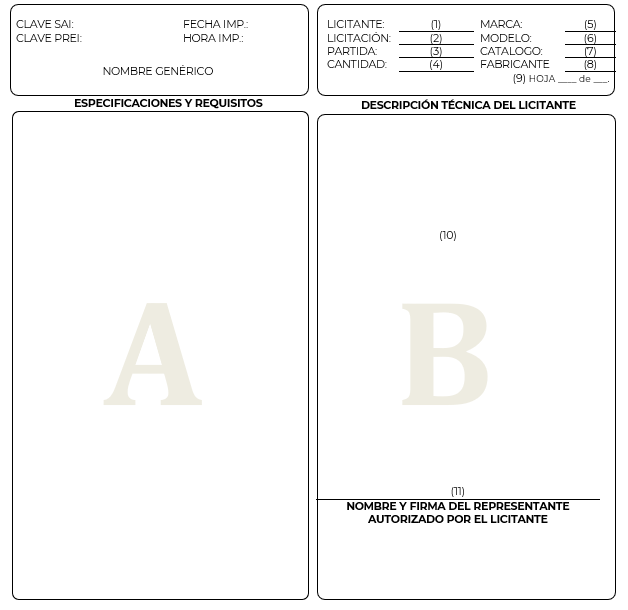 CLAVE SAI: FECHA IMP.:
CLAVE PREI: HORA IMP.:
NOMBRE GENÉRICO
ESPECIFICACIONES Y REQUISITOS
A
LICITANTE: (1) MARCA: (5)
LICITACIÓN: (2) MODELO: (6)
PARTIDA: (3) CATALOGO: (7)
CANTIDAD: (4) FABRICANTE (8)
(9) HOJA ____ de ___.
DESCRIPCIÓN TÉCNICA DEL LICITANTE
(10)
B
(11)
NOMBRE Y FIRMA DEL REPRESENTANTE
AUTORIZADO POR EL LICITANTE